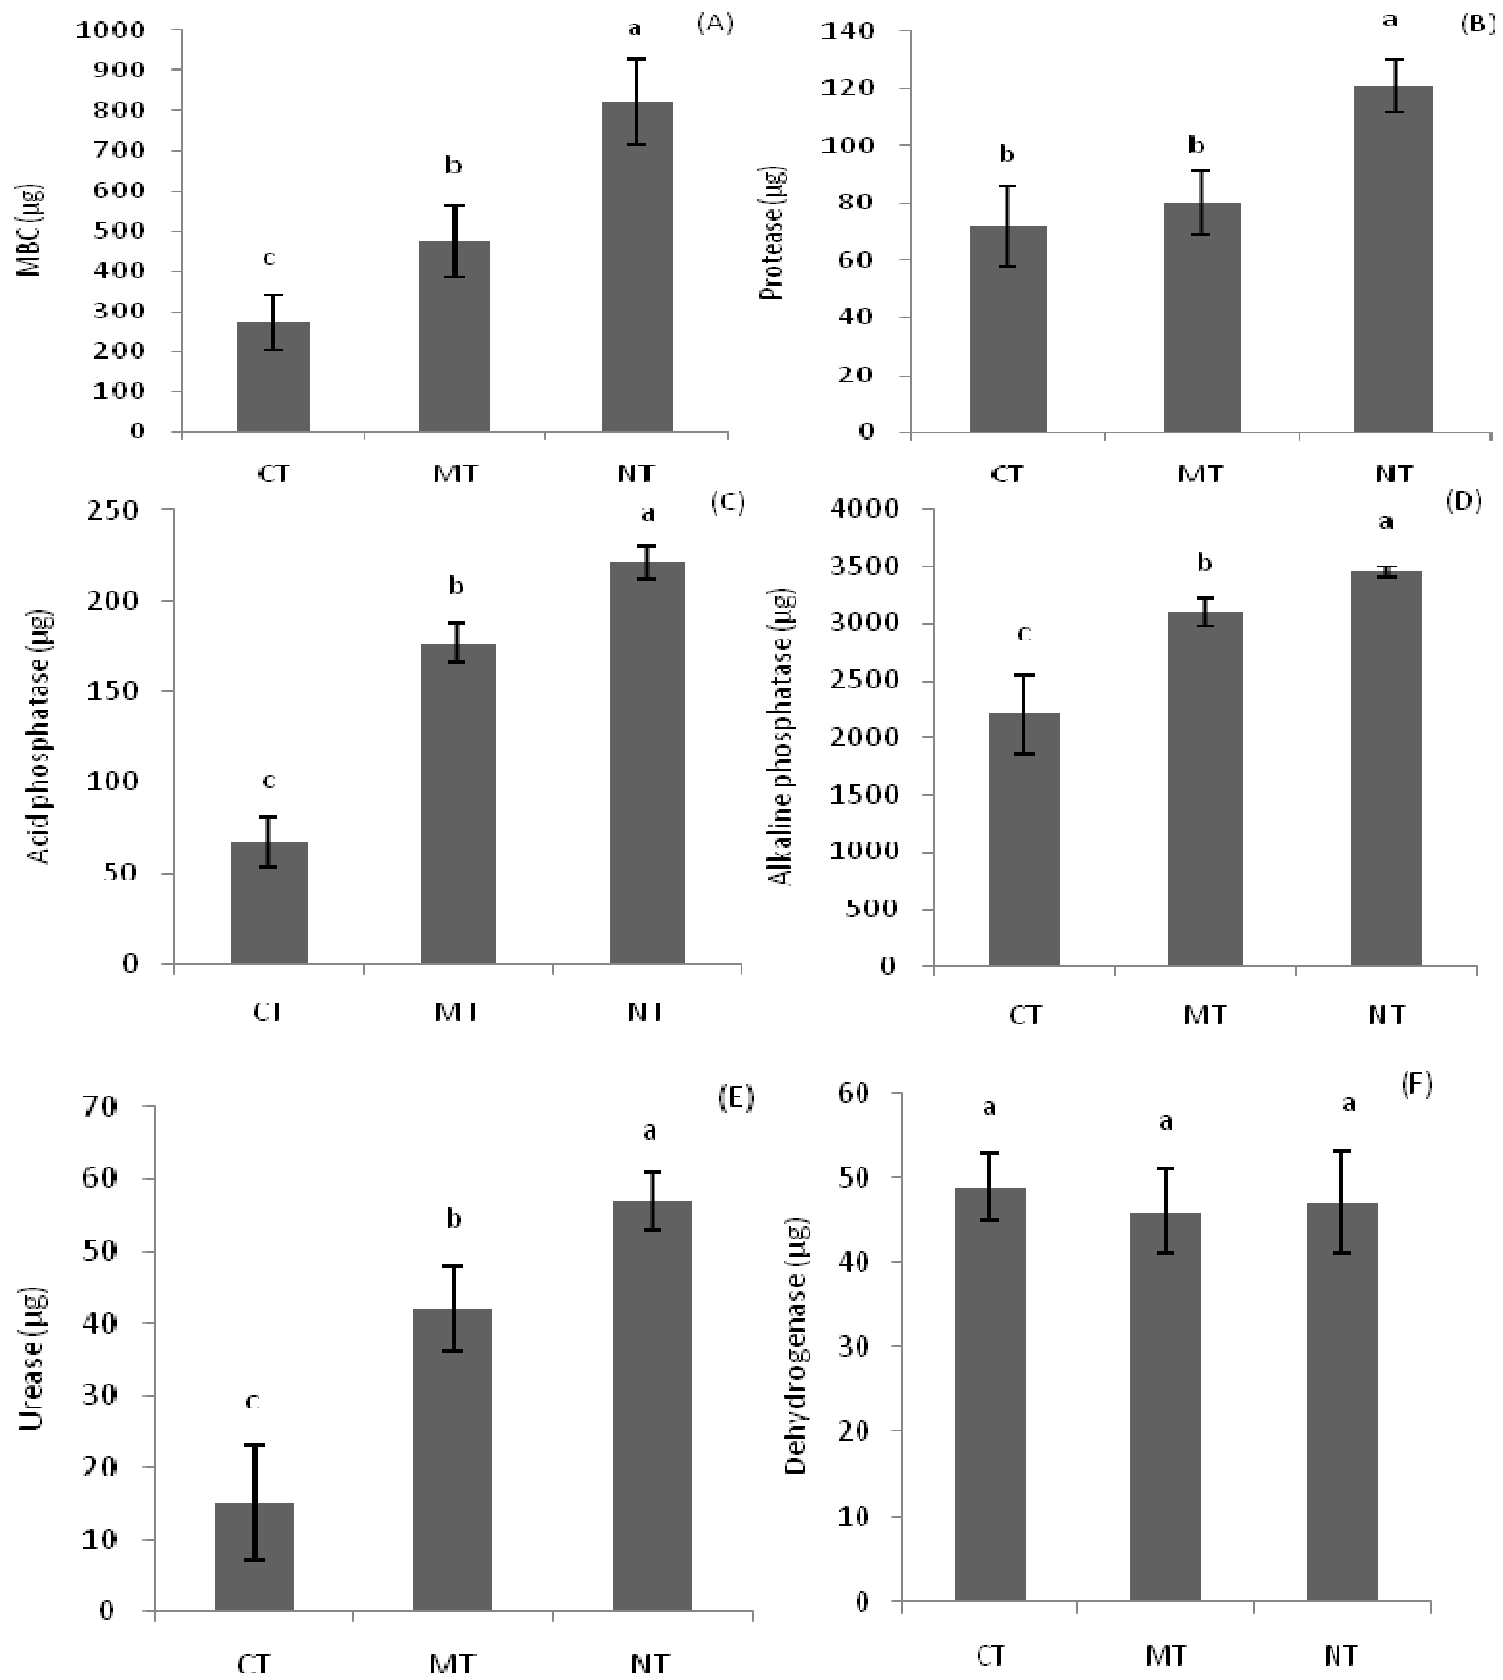 (A)
MBC (µg)
1000
900
800
700
600
500
400
300
200
100
0
c
b
a
CT MT NT
(B)
Protease (µg)
140
120
100
80
60
40
20
0
b
b
a
CT MT NT
(C)
Acid phosphatase (µg)
250
200
150
100
50
0
c
b
a
CT MT NT
(D)
Alkaline phosphatase (µg)
4000
3500
3000
2500
2000
1500
1000
500
0
c
b
a
CT MT NT
(E)
Urease (µg)
70
60
50
40
30
20
10
0
c
b
a
CT MT NT
(F)
Dehydrogenase (µg)
60
50
40
30
20
10
0
a
a
a
CT MT NT